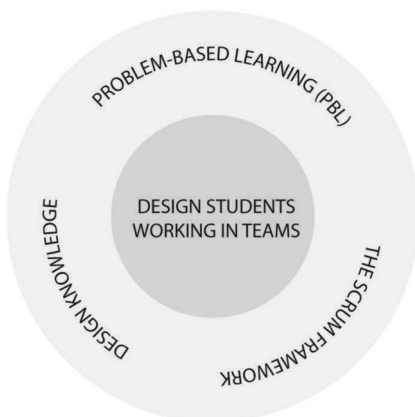 PROBLEM-BASED LEARNING (PBL)
DESIGN STUDENTS
WORKING IN TEAMS
DESIGN KNOWLEDGE
THE SCRUM FRAMEWORK